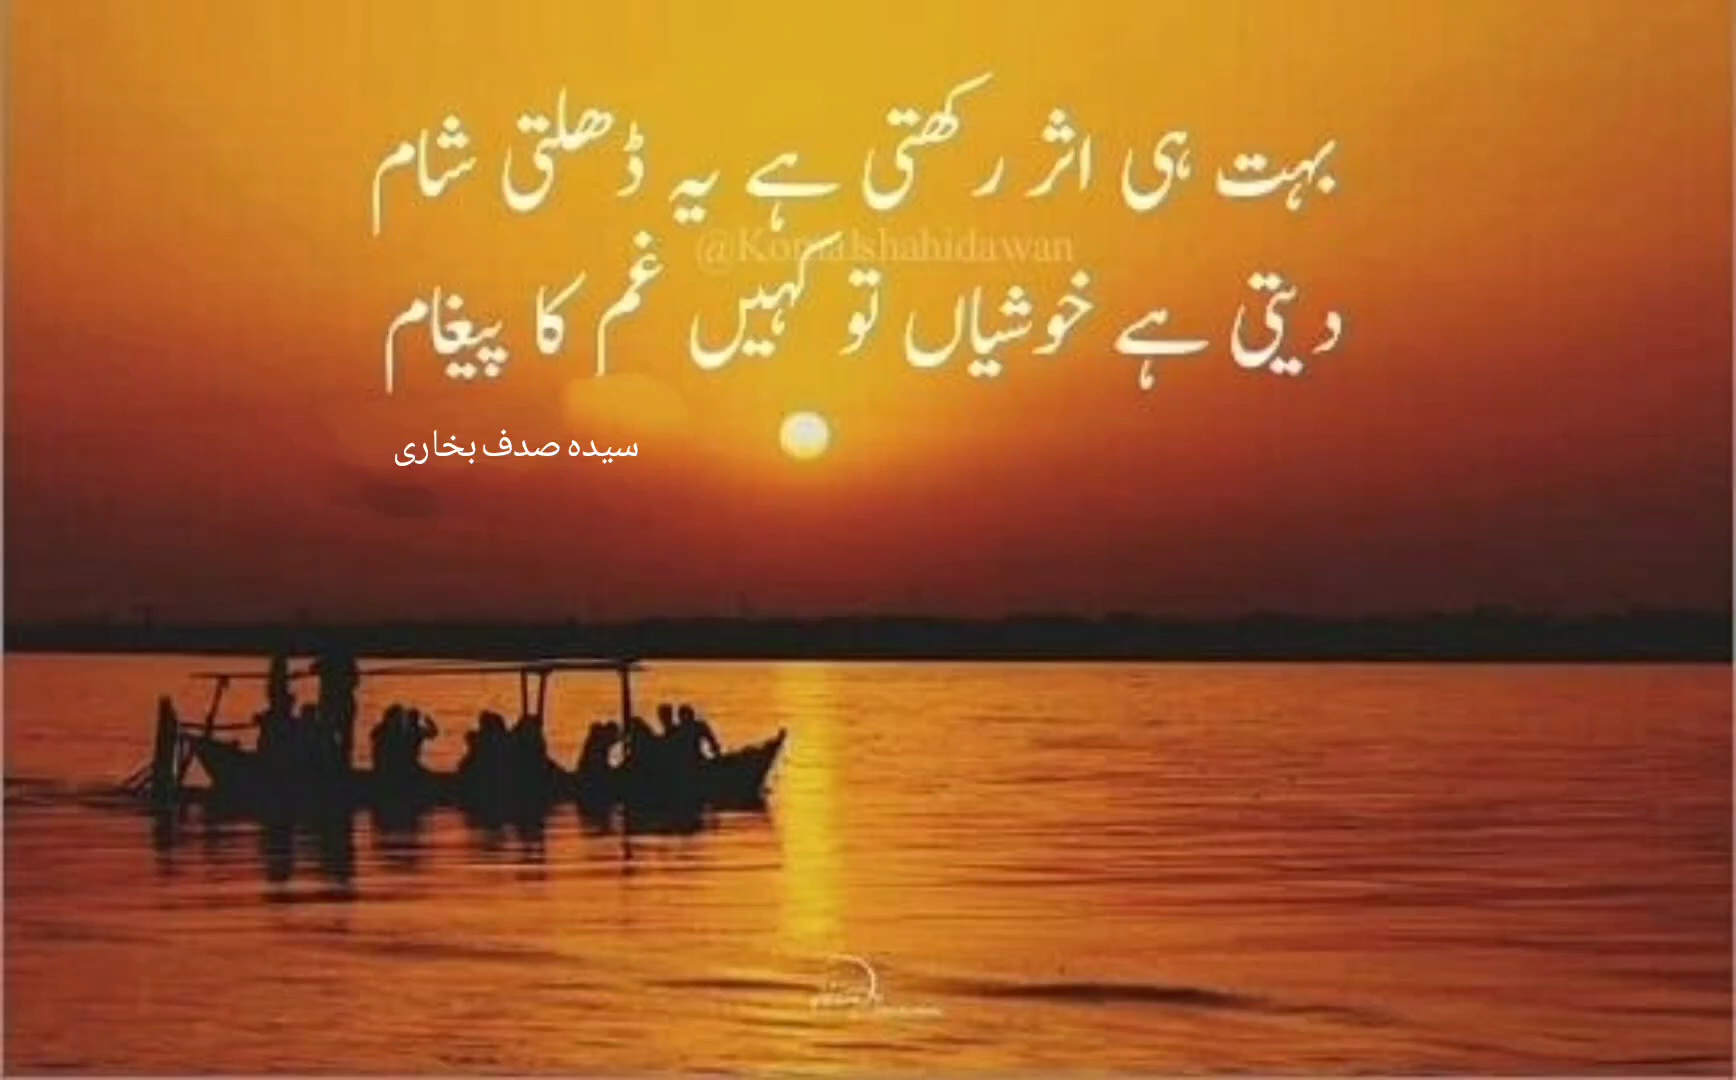 بہت ہی اثر رکھتی ہے یہ ڈھلتی شام
@Komalshahidawan
دیتی ہے خوشیاں تو کہیں غم کا پیغام
سیدہ صدف بخاری